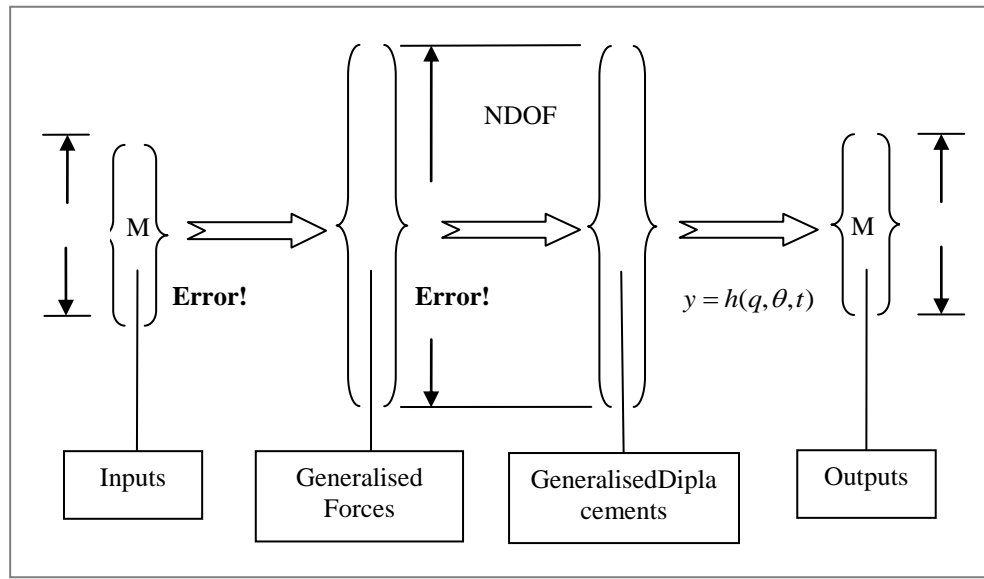 NDOF
M
M
Error!
Error!
y = h(q,θ,t)
Inputs
Generalised
Forces
GeneralisedDipla
cements
Outputs